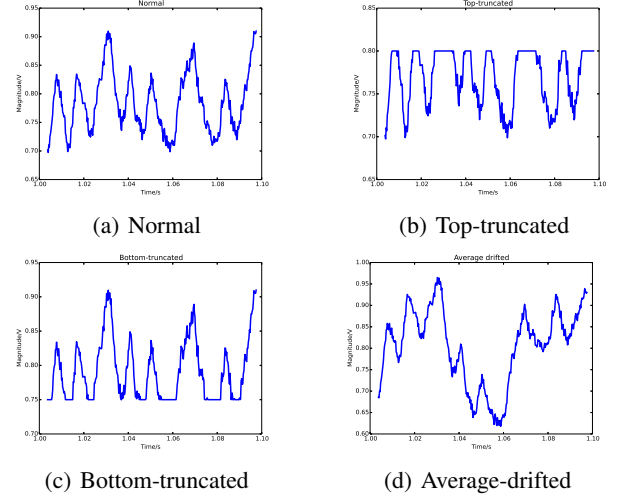 Normal
0.95
0.90
0.85
0.80
0.75
0.70
0.65
1.00 1.02 1.04 1.06 1.08 1.10
Time/s
Magnitude/V
(a) Normal
Top-truncated
0.85
0.80
0.75
0.70
0.65
1.00 1.02 1.04 1.06 1.08 1.10
Time/s
Magnitude/V
(b) Top-truncated
Bottom-truncated
0.95
0.90
0.85
0.80
0.75
0.70
1.00 1.02 1.04 1.06 1.08 1.10
Time/s
Magnitude/V
(c) Bottom-truncated
Average drifted
1.00
0.95
0.90
0.85
0.80
0.75
0.70
0.65
0.60
1.00 1.02 1.04 1.06 1.08 1.10
Time/s
Magnitude/V
(d) Average-drifted